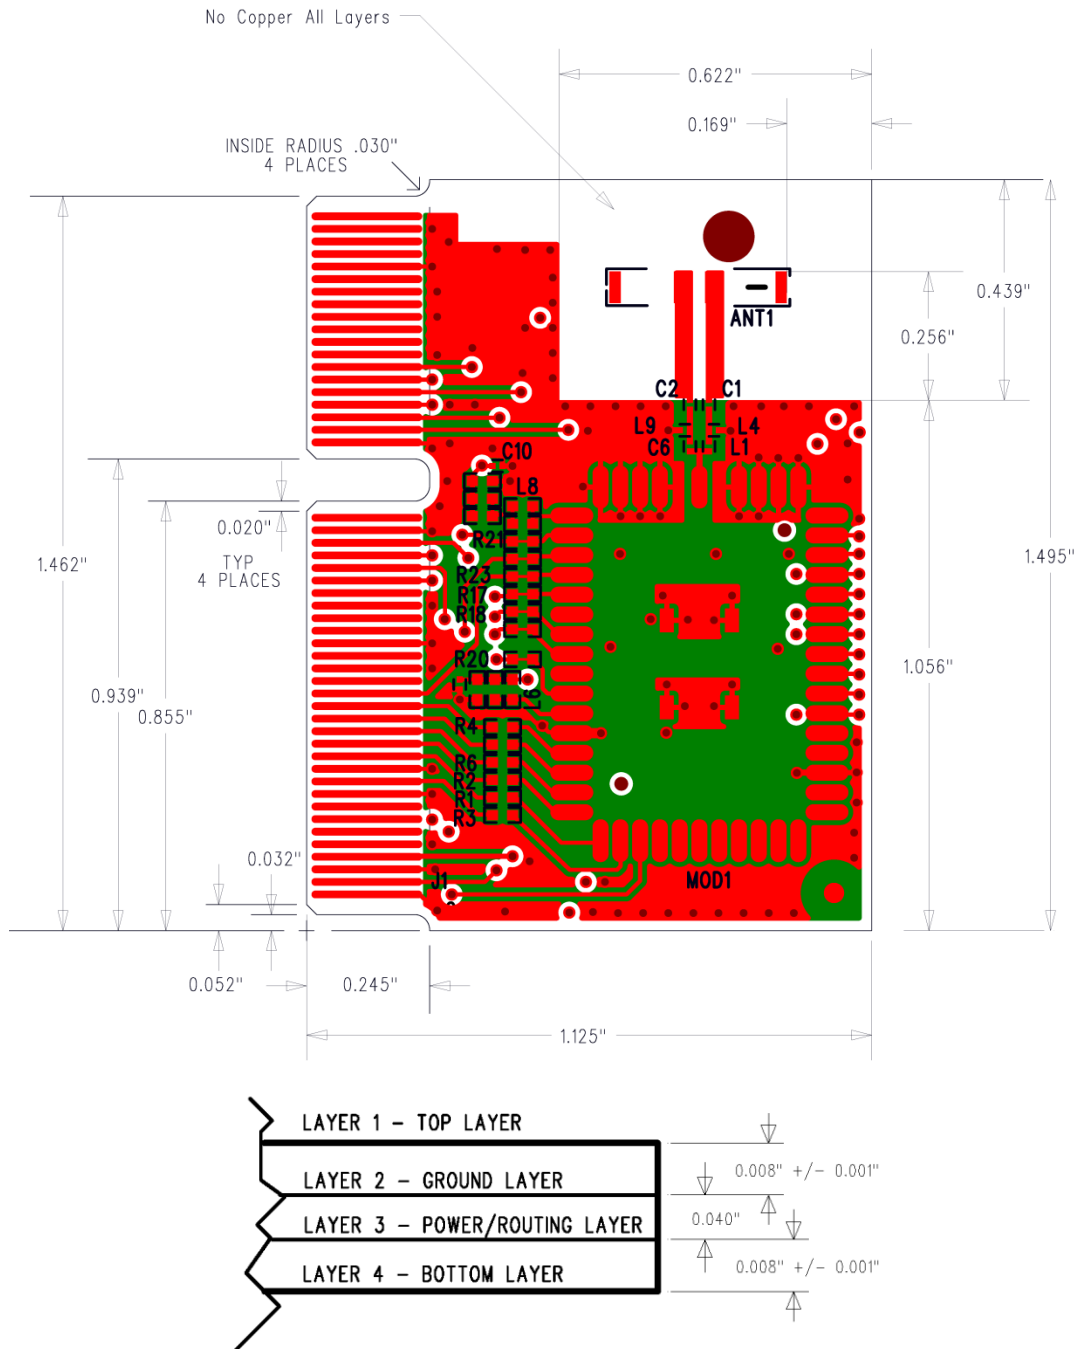 No Copper All Layers
0.622"
0.169"
INSIDE RADIUS .030"
4 PLACES
0.439"
0.256"
ANT1
C2 C1
L9 L4
C6 L1
C10
L8
0.020"
TYP
4 PLACES
R21
1.462"
1.495"
R23
R17
R18
R20
1.056"
0.939"
0.855"
R4
R6
R2
R1
R3
0.032"
J1
MOD1
0.052"
0.245"
1.125"
LAYER 1 - TOP LAYER
0.008" +/- 0.001"
LAYER 2 - GROUND LAYER
0.040"
LAYER 3 - POWER/ROUTING LAYER
0.008" +/- 0.001"
LAYER 4 - BOTTOM LAYER